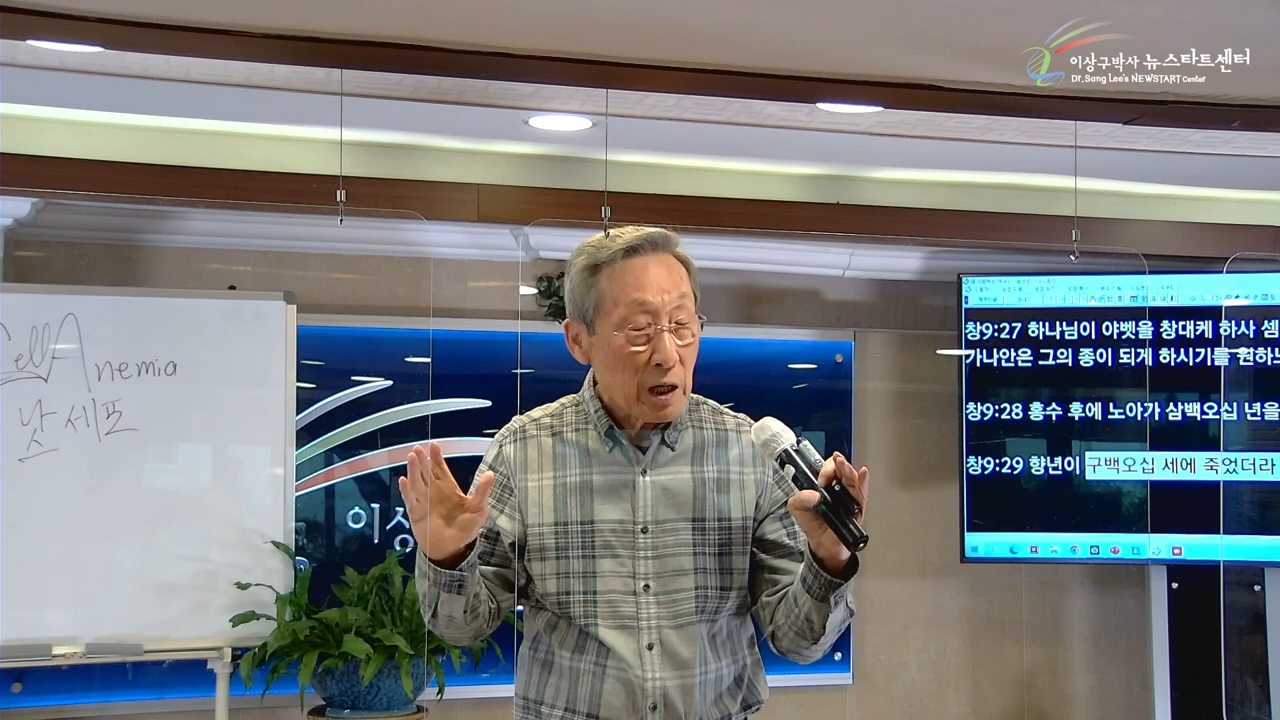 이상구박사 뉴스타트센터
Dr. Sang Lee's NEWSTART Center
Cell Anemia
낫 세포
이상
창9:27 하나님이 야벳을 창대케 하사 셈
가나안은 그의 종이 되게 하시기를 원하노
창9:28 홍수 후에 노아가 삼백오십 년을
창9:29 향년이 구백오십 세에 죽었더라